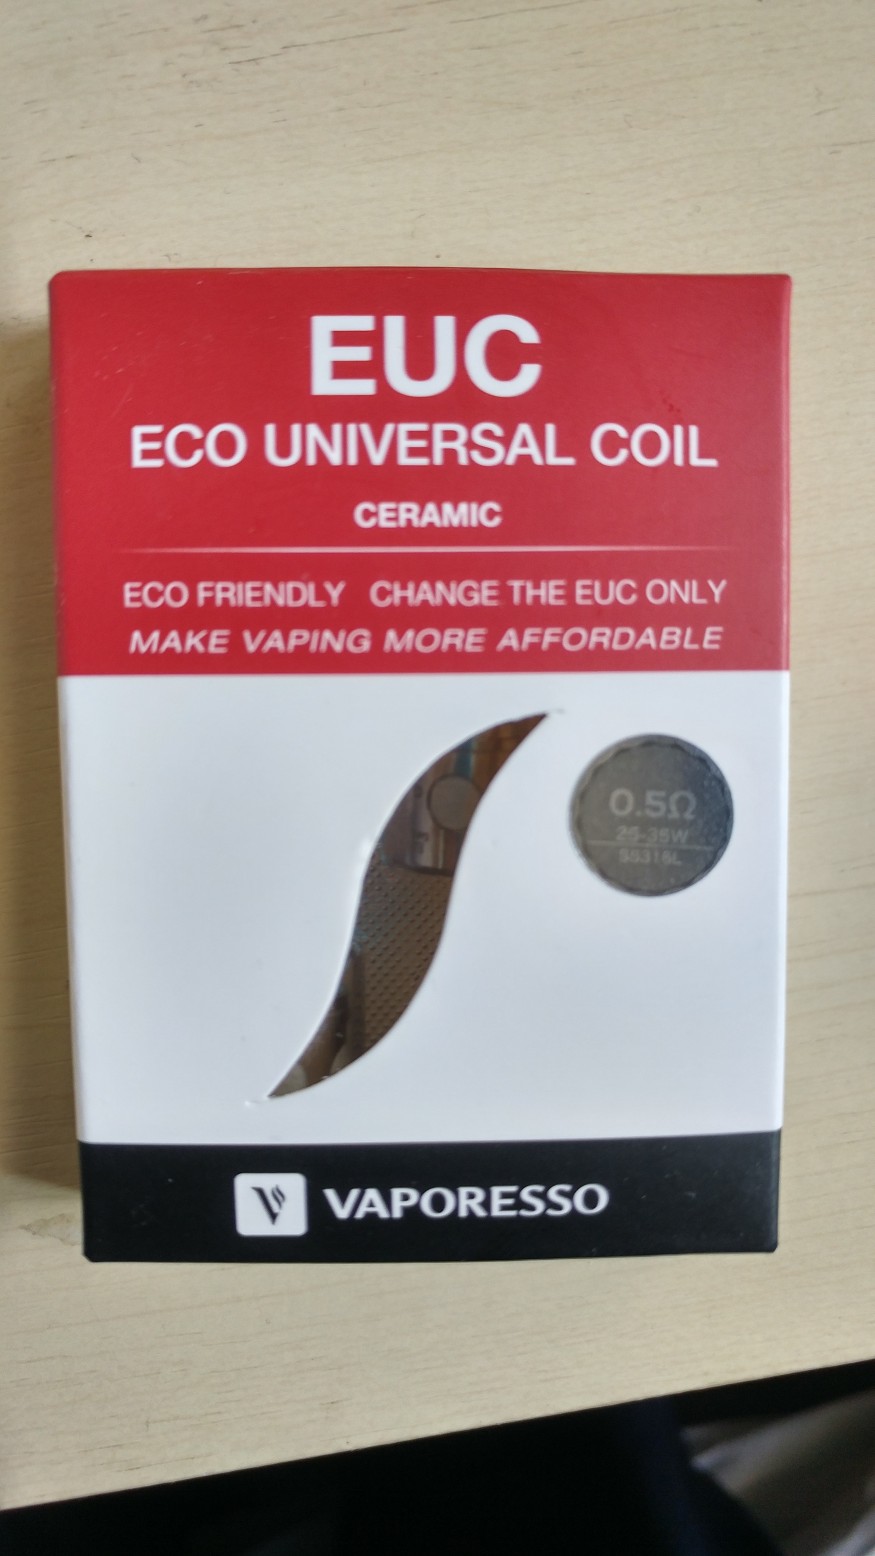 EUC
ECO UNIVERSAL COIL
CERAMIC
ECO FRIENDLY CHANGE THE EUC ONLY
MAKE VAPING MORE AFFORDABLE
0.5Ω
25-35W
SS316L
VAPORESSO